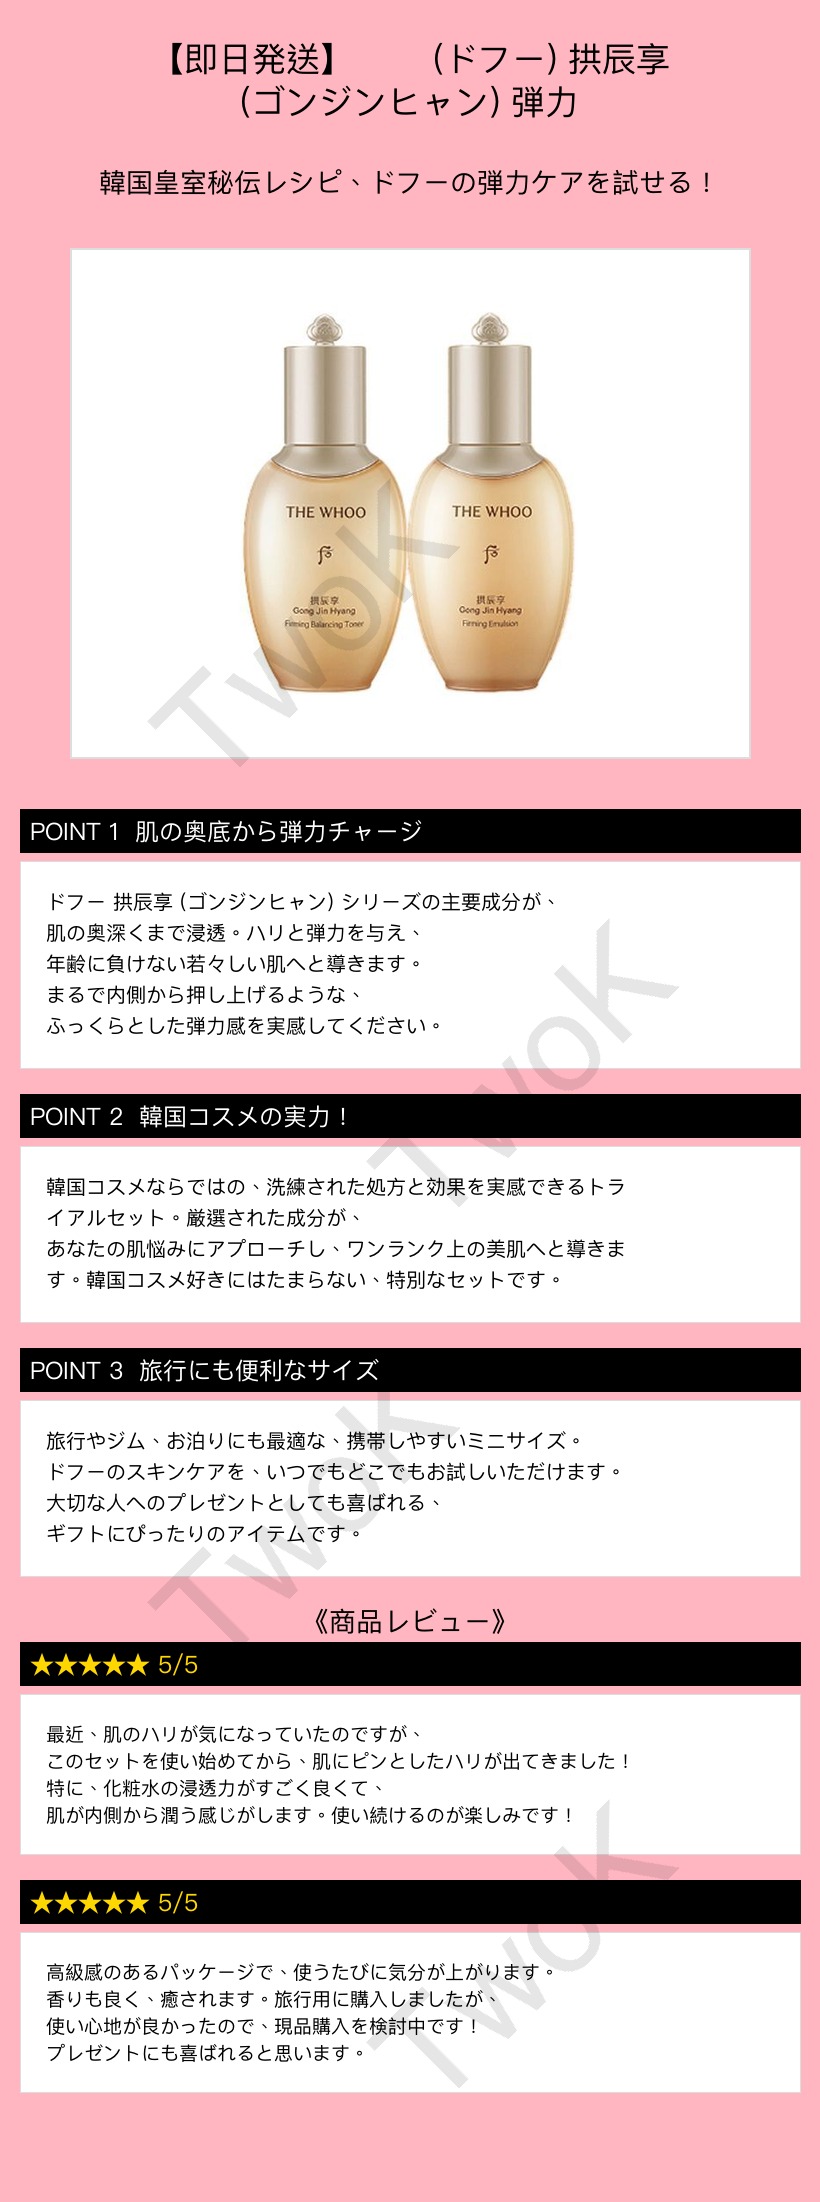 【即日発送】　　(ドフー) 拱辰享
(ゴンジンヒャン) 弾力
韓国皇室秘伝レシピ、ドフーの弾力ケアを試せる！
THE WHOO
拱辰享
Gong Jin Hyang
Firming Balancing Toner
THE WHOO
拱辰享
Gong Jin Hyang
Firming Emulsion
TwoK
POINT 1 肌の奥底から弾力チャージ
ドフー 拱辰享 (ゴンジンヒャン) シリーズの主要成分が、
肌の奥深くまで浸透。ハリと弾力を与え、
年齢に負けない若々しい肌へと導きます。
まるで内側から押し上げるような、
ふっくらとした弾力感を実感してください。
TwoK
POINT 2 韓国コスメの実力！
韓国コスメならではの、洗練された処方と効果を実感できるトラ
イアルセット。厳選された成分が、
あなたの肌悩みにアプローチし、ワンランク上の美肌へと導きま
す。韓国コスメ好きにはたまらない、特別なセットです。
POINT 3 旅行にも便利なサイズ
旅行やジム、お泊りにも最適な、携帯しやすいミニサイズ。
ドフーのスキンケアを、いつでもどこでもお試しいただけます。
大切な人へのプレゼントとしても喜ばれる、
ギフトにぴったりのアイテムです。
TwoK
《商品レビュー》
★★★★★ 5/5
最近、肌のハリが気になっていたのですが、
このセットを使い始めてから、肌にピンとしたハリが出てきました！
特に、化粧水の浸透力がすごく良くて、
肌が内側から潤う感じがします。使い続けるのが楽しみです！
★★★★★ 5/5
高級感のあるパッケージで、使うたびに気分が上がります。
香りも良く、癒されます。旅行用に購入しましたが、
使い心地が良かったので、現品購入を検討中です！
プレゼントにも喜ばれると思います。
TwoK